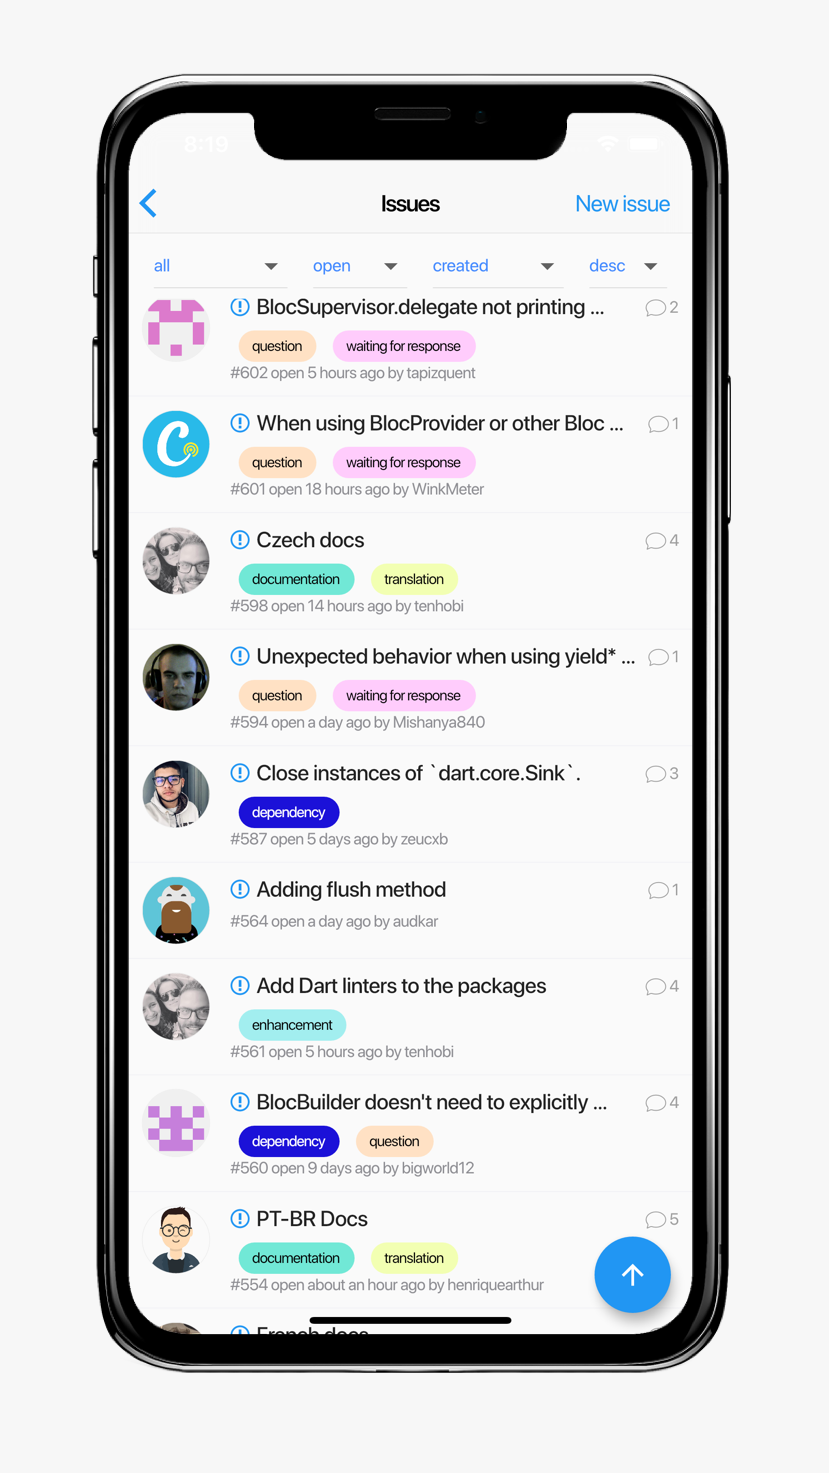 8:19
Issues
New issue
all open created desc
BlocSupervisor.delegate not printing ... 2
question waiting for response
#602 open 5 hours ago by tapizquent
When using BlocProvider or other Bloc ... 1
question waiting for response
#601 open 18 hours ago by WinkMeter
Czech docs 4
documentation translation
#598 open 14 hours ago by tenhobi
Unexpected behavior when using yield* ... 1
question waiting for response
#594 open a day ago by Mishanya840
Close instances of `dart.core.Sink`. 3
dependency
#587 open 5 days ago by zeucxb
Adding flush method 1
#564 open a day ago by audkar
Add Dart linters to the packages 4
enhancement
#561 open 5 hours ago by tenhobi
BlocBuilder doesn't need to explicitly ... 4
dependency question
#560 open 9 days ago by bigworld12
PT-BR Docs 5
documentation translation
#554 open about an hour ago by henriquearthur
French docs